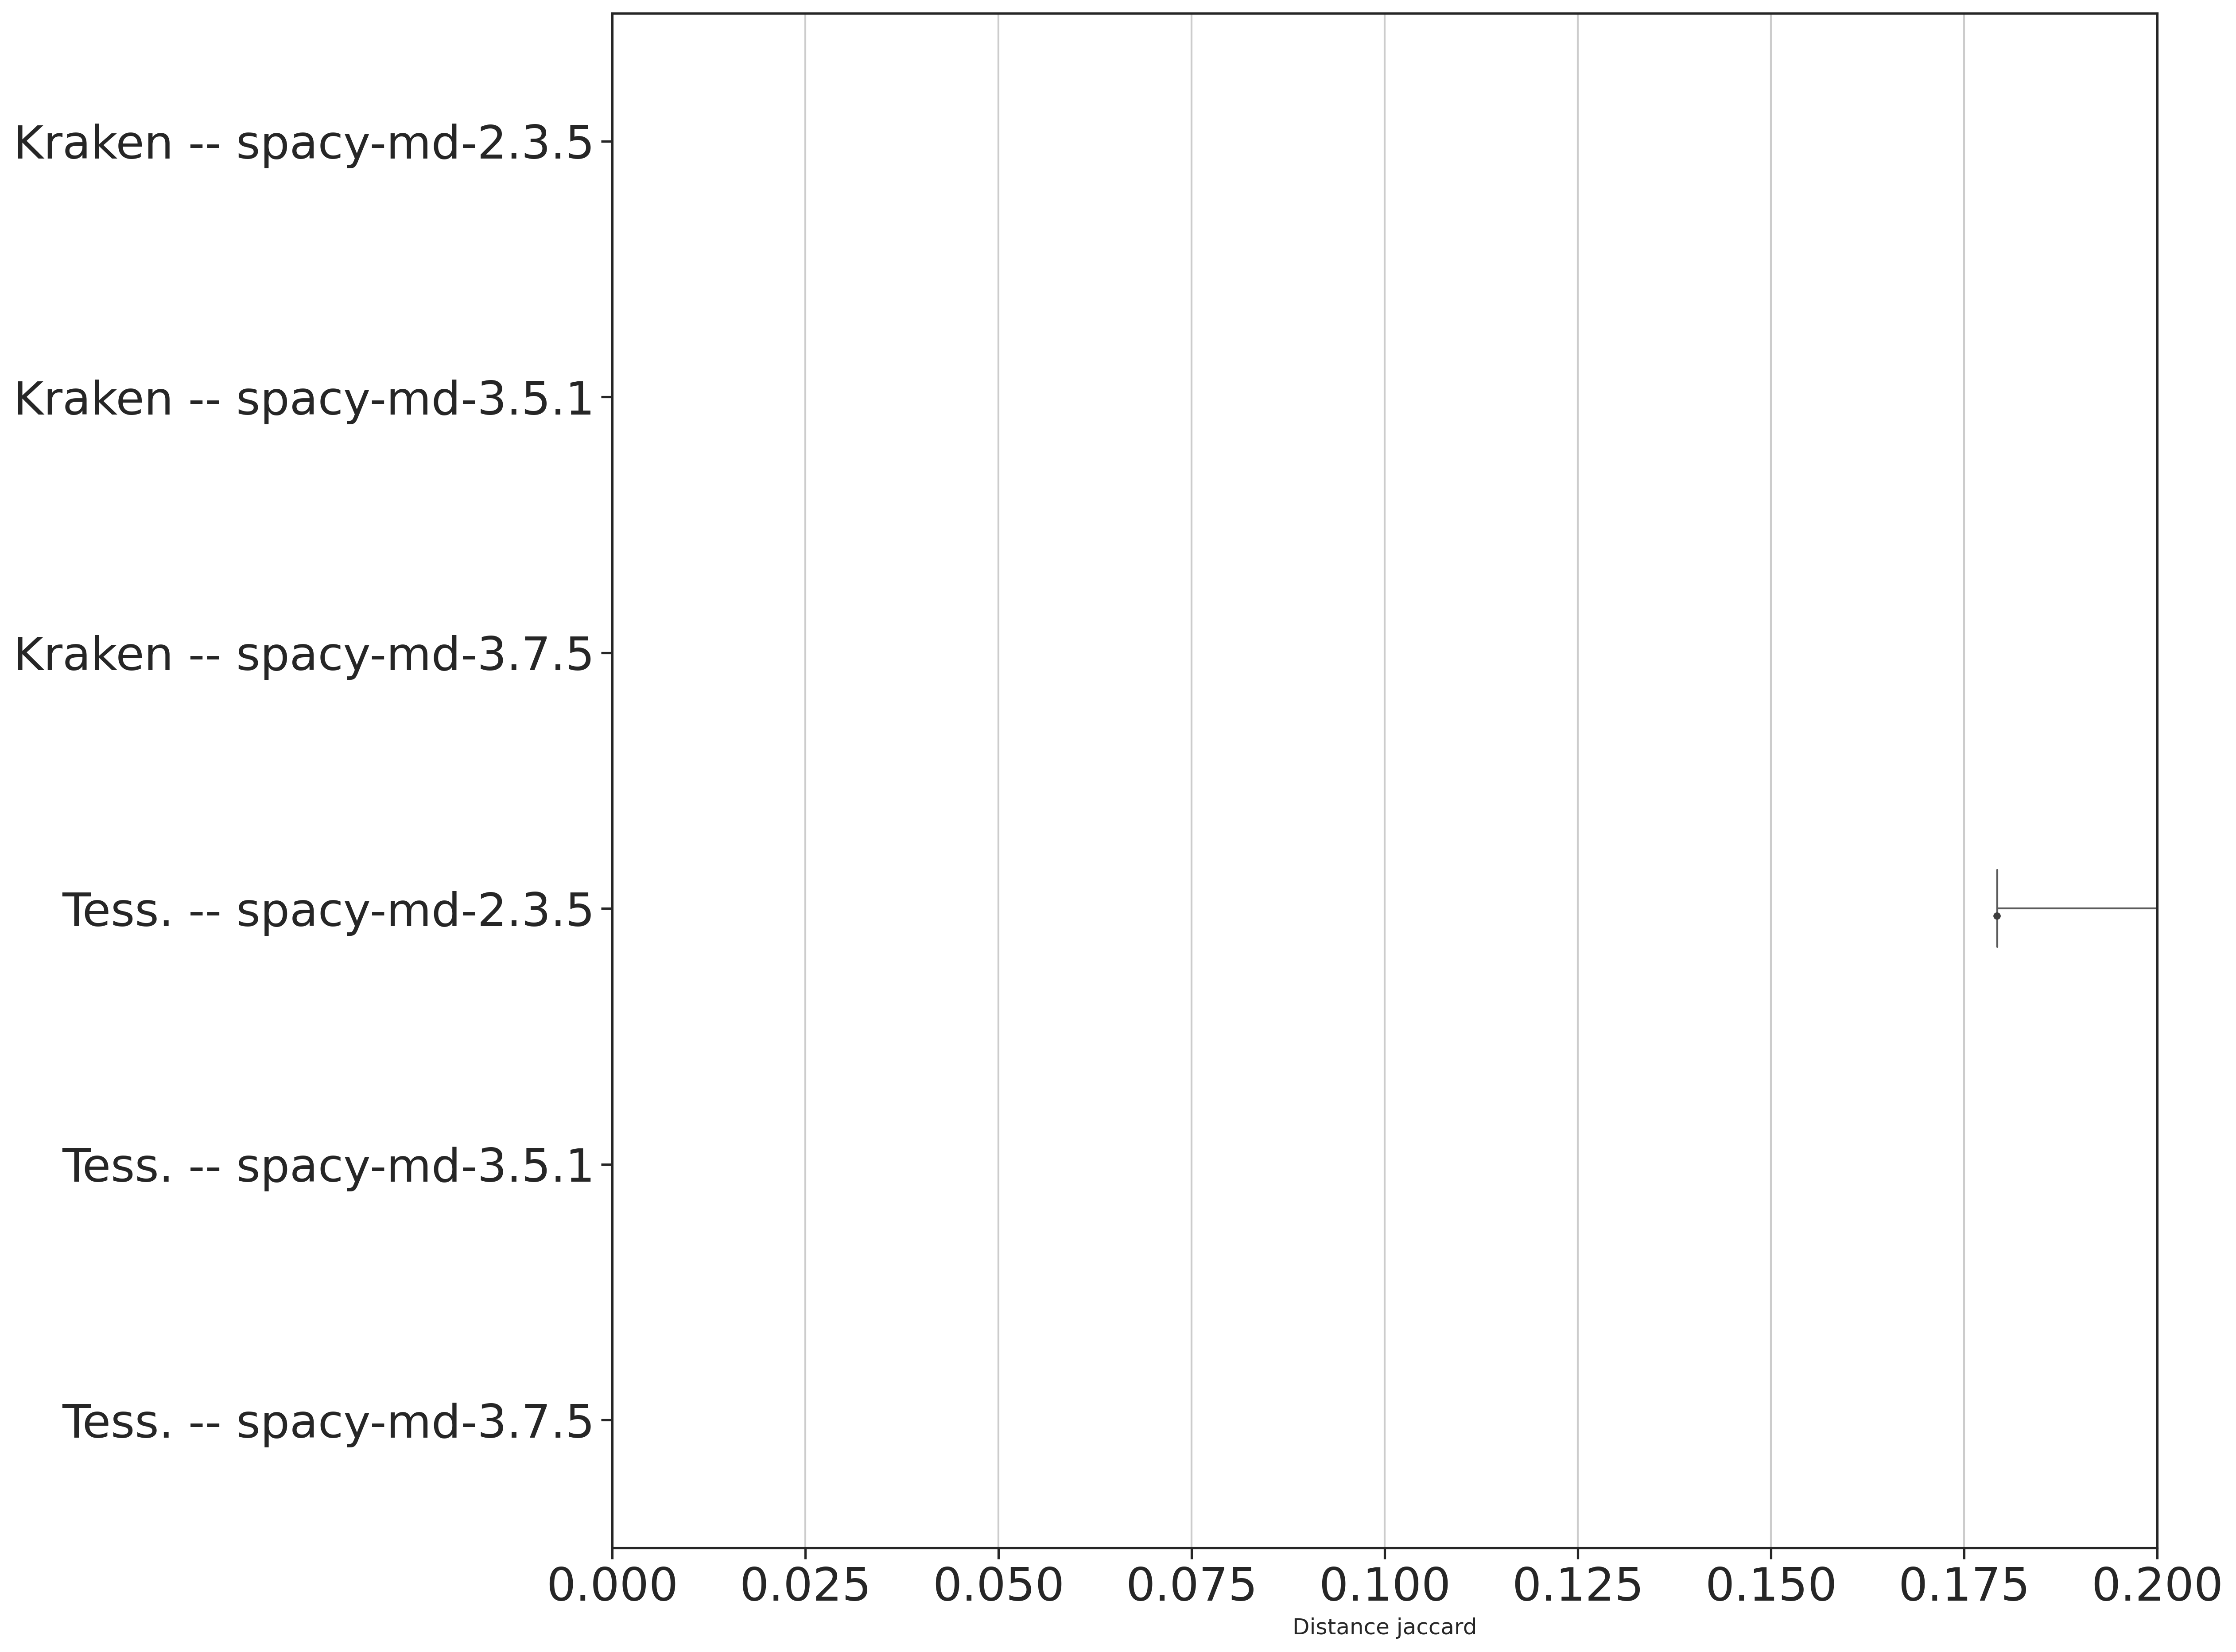 Kraken -- spacy-md-2.3.5
Kraken -- spacy-md-3.5.1
Kraken -- spacy-md-3.7.5
Tess. -- spacy-md-2.3.5
Tess. -- spacy-md-3.5.1
Tess. -- spacy-md-3.7.5
0.000 0.025 0.050 0.075 0.100 0.125 0.150 0.175 0.200
Distance jaccard